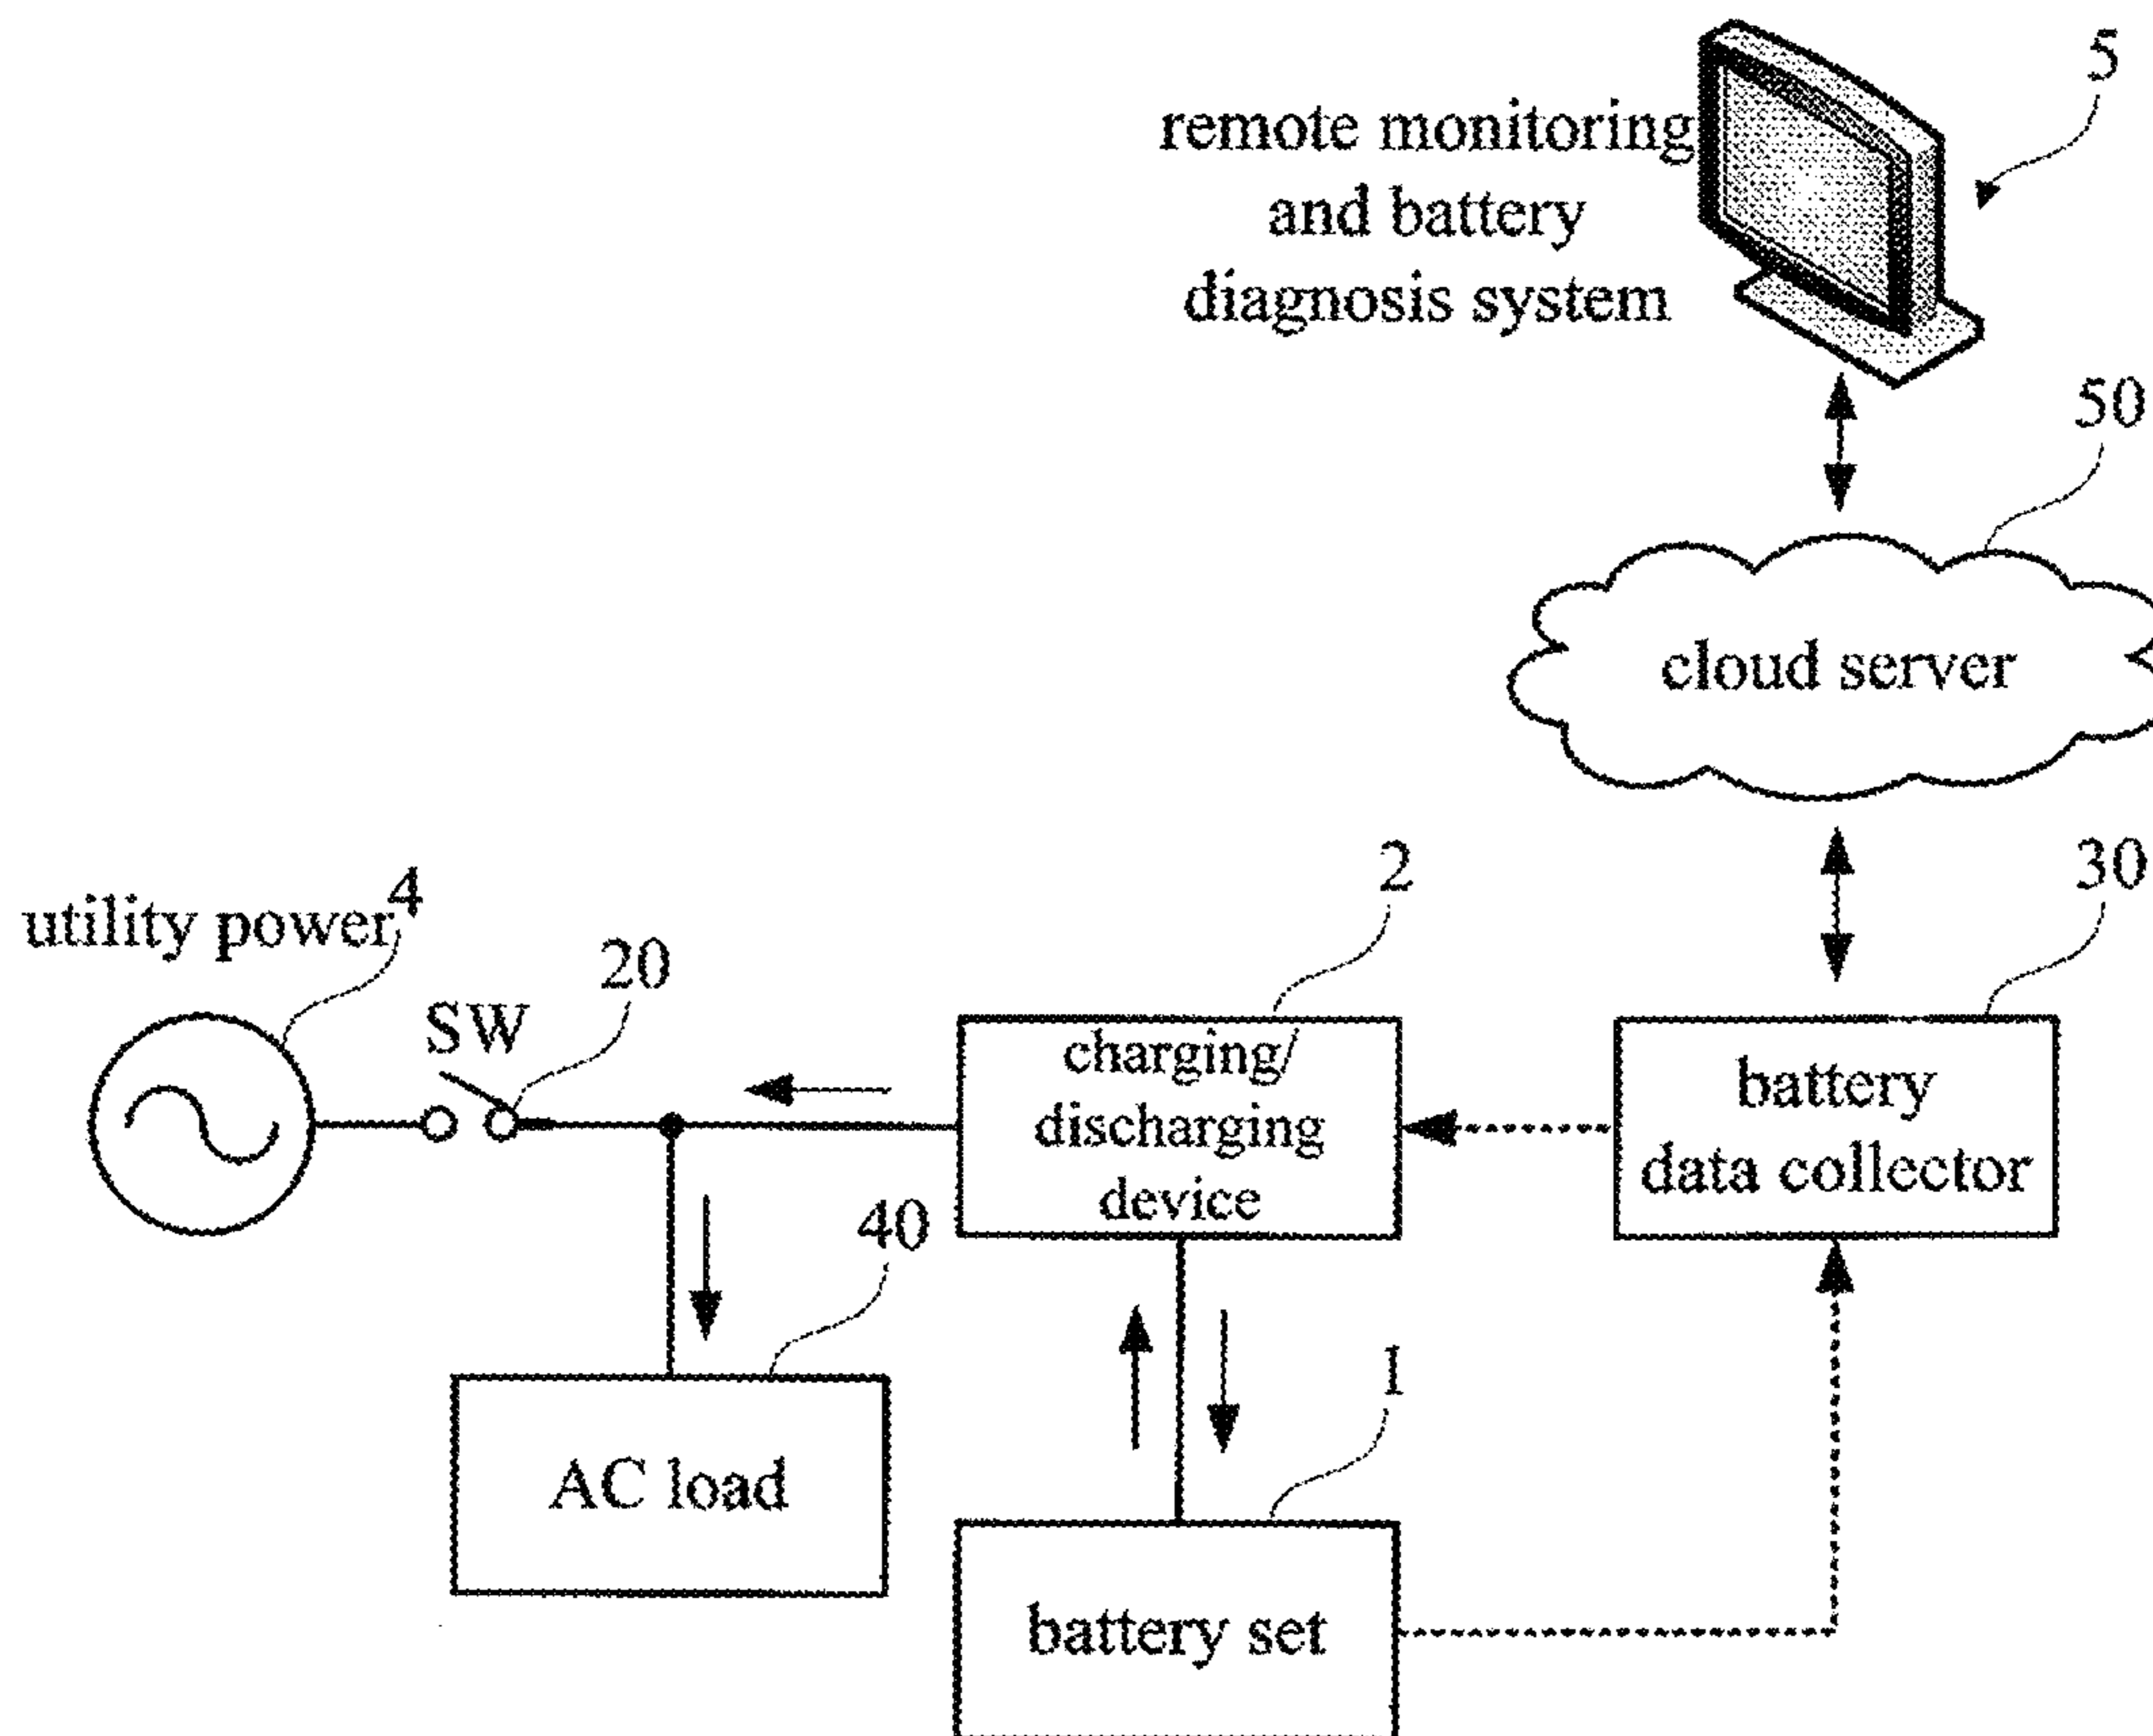 5
remote monitoring
and battery
diagnosis system
50
cloud server
2
30
utility power
4
20
SW
charging/
discharging
device
battery
data collector
40
1
AC load
battery set